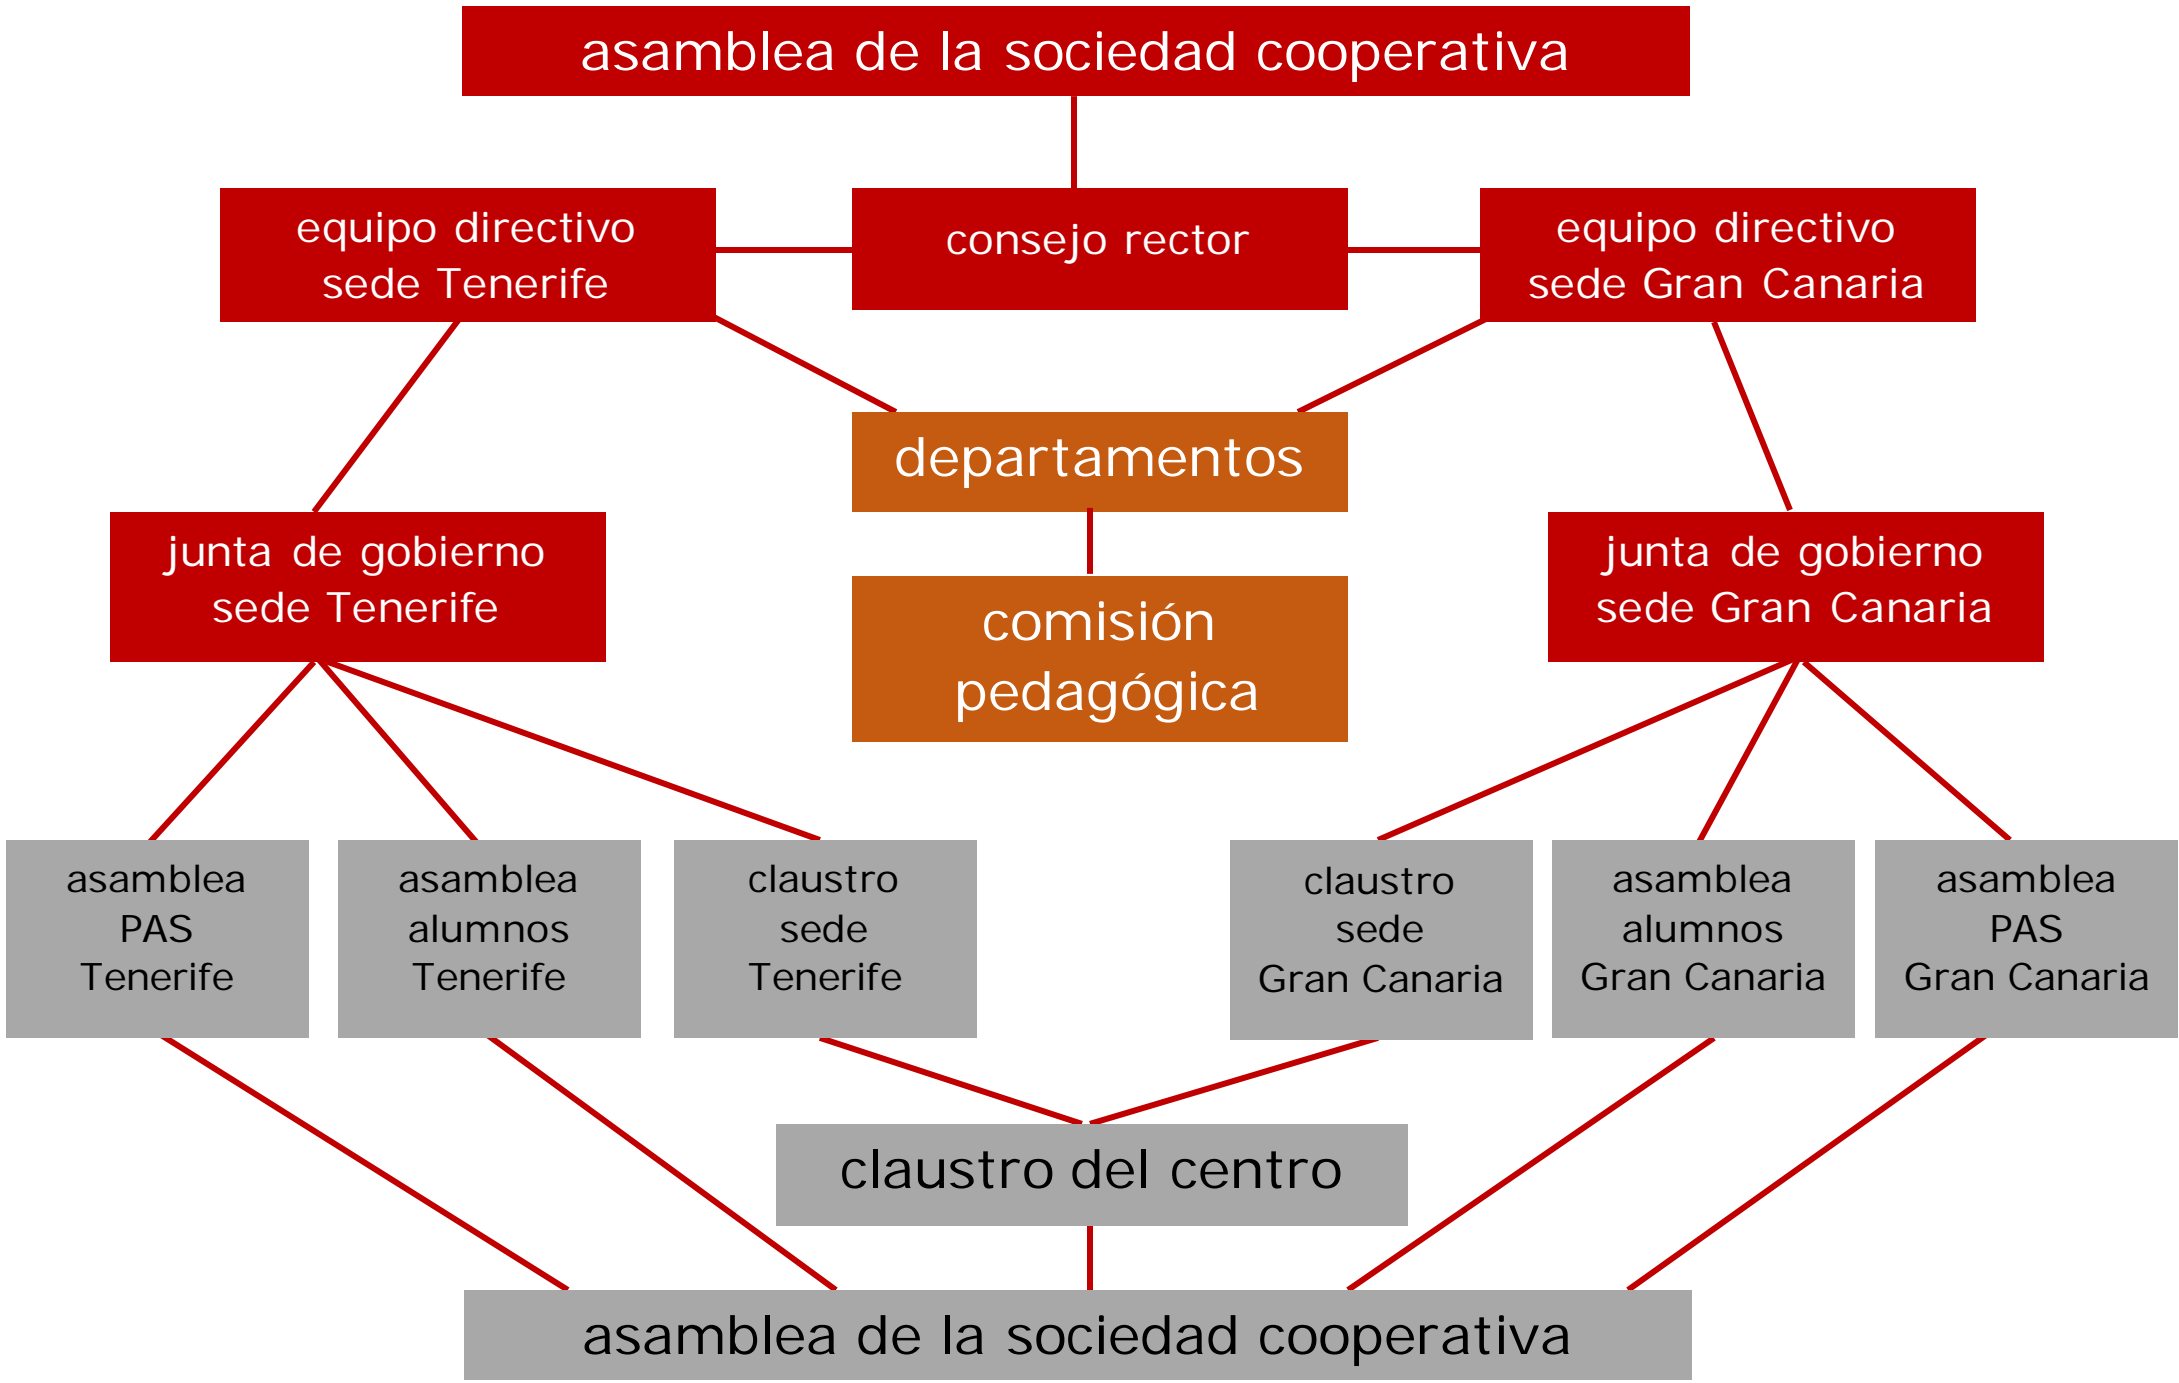 asamblea de la sociedad cooperativa
equipo directivo
sede Tenerife
consejo rector
equipo directivo
sede Gran Canaria
departamentos
junta de gobierno
sede Tenerife
comisión
pedagógica
junta de gobierno
sede Gran Canaria
asamblea
PAS
Tenerife
asamblea
alumnos
Tenerife
claustro
sede
Tenerife
claustro
sede
Gran Canaria
asamblea
alumnos
Gran Canaria
asamblea
PAS
Gran Canaria
claustro del centro
asamblea de la sociedad cooperativa